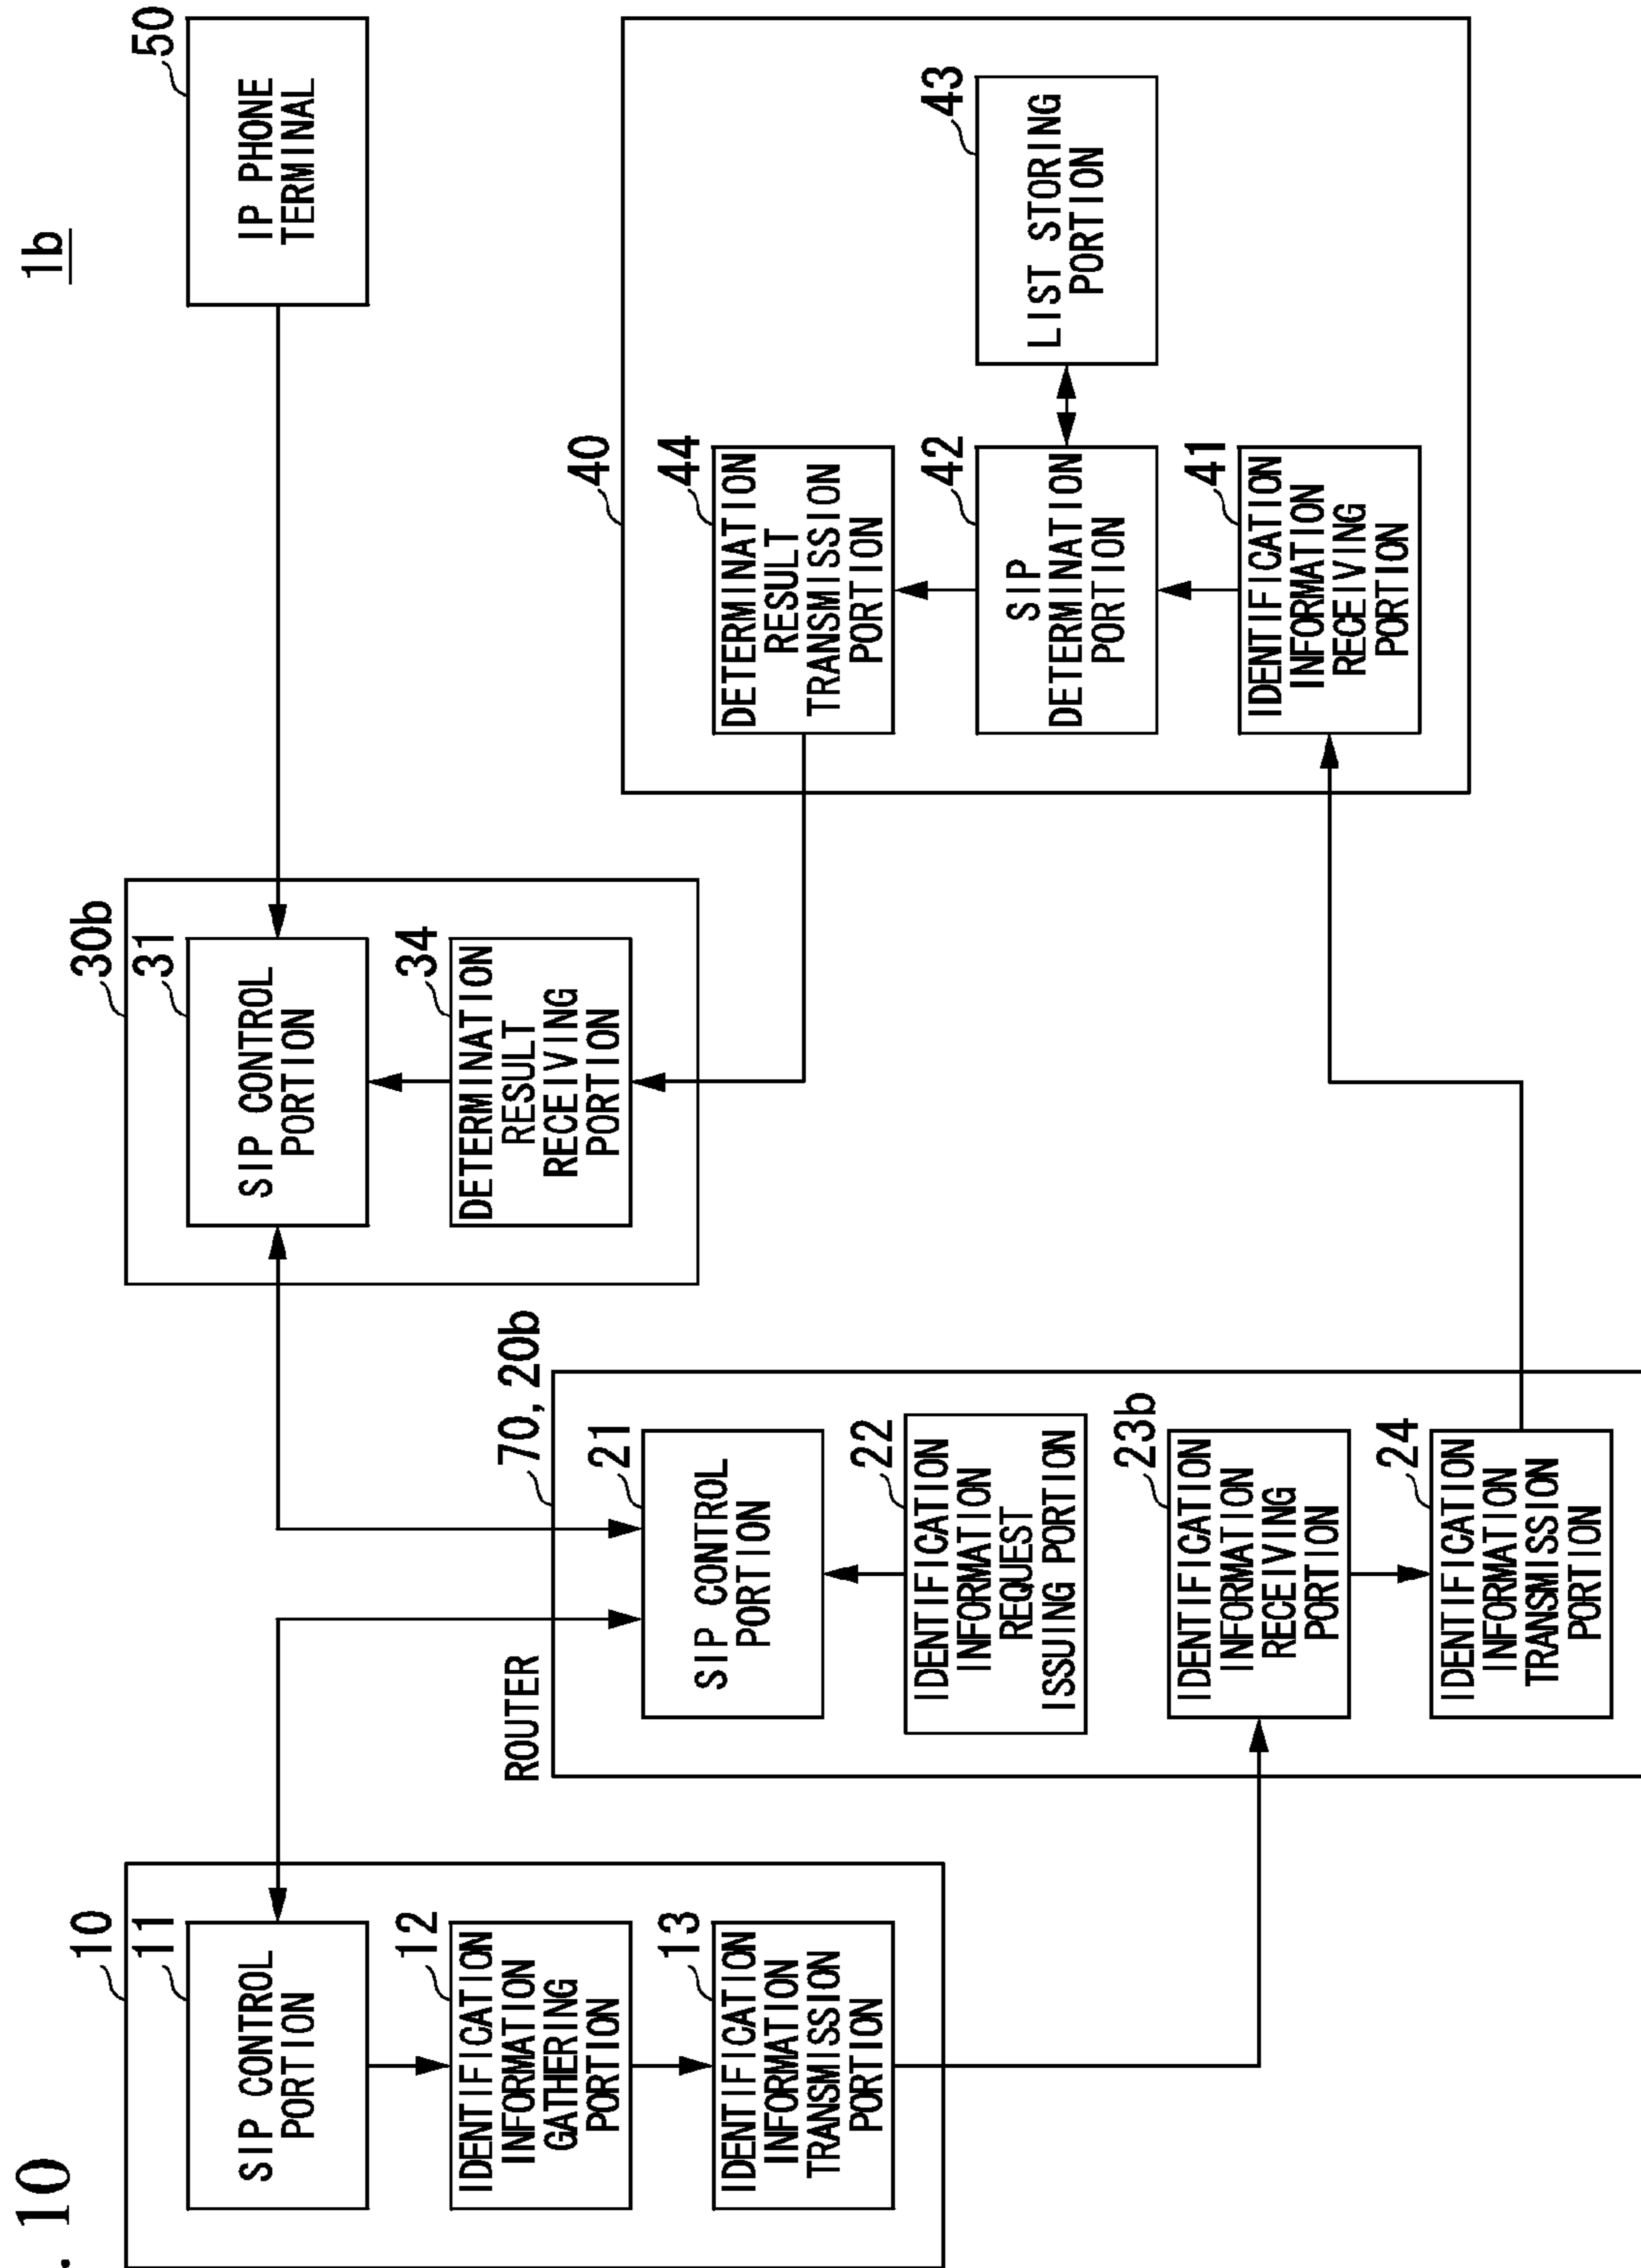 . 10
1b
10
11
SIP CONTROL
PORTION
12
IDENTIFICATION
INFORMATION
GATHERING
PORTION
13
IDENTIFICATION
INFORMATION
TRANSMISSION
PORTION
ROUTER
70, 20b
21
SIP CONTROL
PORTION
22
IDENTIFICATION
INFORMATION
REQUEST
ISSUING PORTION
23b
IDENTIFICATION
INFORMATION
RECEIVING
PORTION
24
IDENTIFICATION
INFORMATION
TRANSMISSION
PORTION
30b
31
SIP CONTROL
PORTION
34
DETERMINATION
RESULT
RECEIVING
PORTION
50
IP PHONE
TERMINAL
40
44
DETERMINATION
RESULT
TRANSMISSION
PORTION
42
SIP
DETERMINATION
PORTION
43
LIST STORING
PORTION
41
IDENTIFICATION
INFORMATION
RECEIVING
PORTION